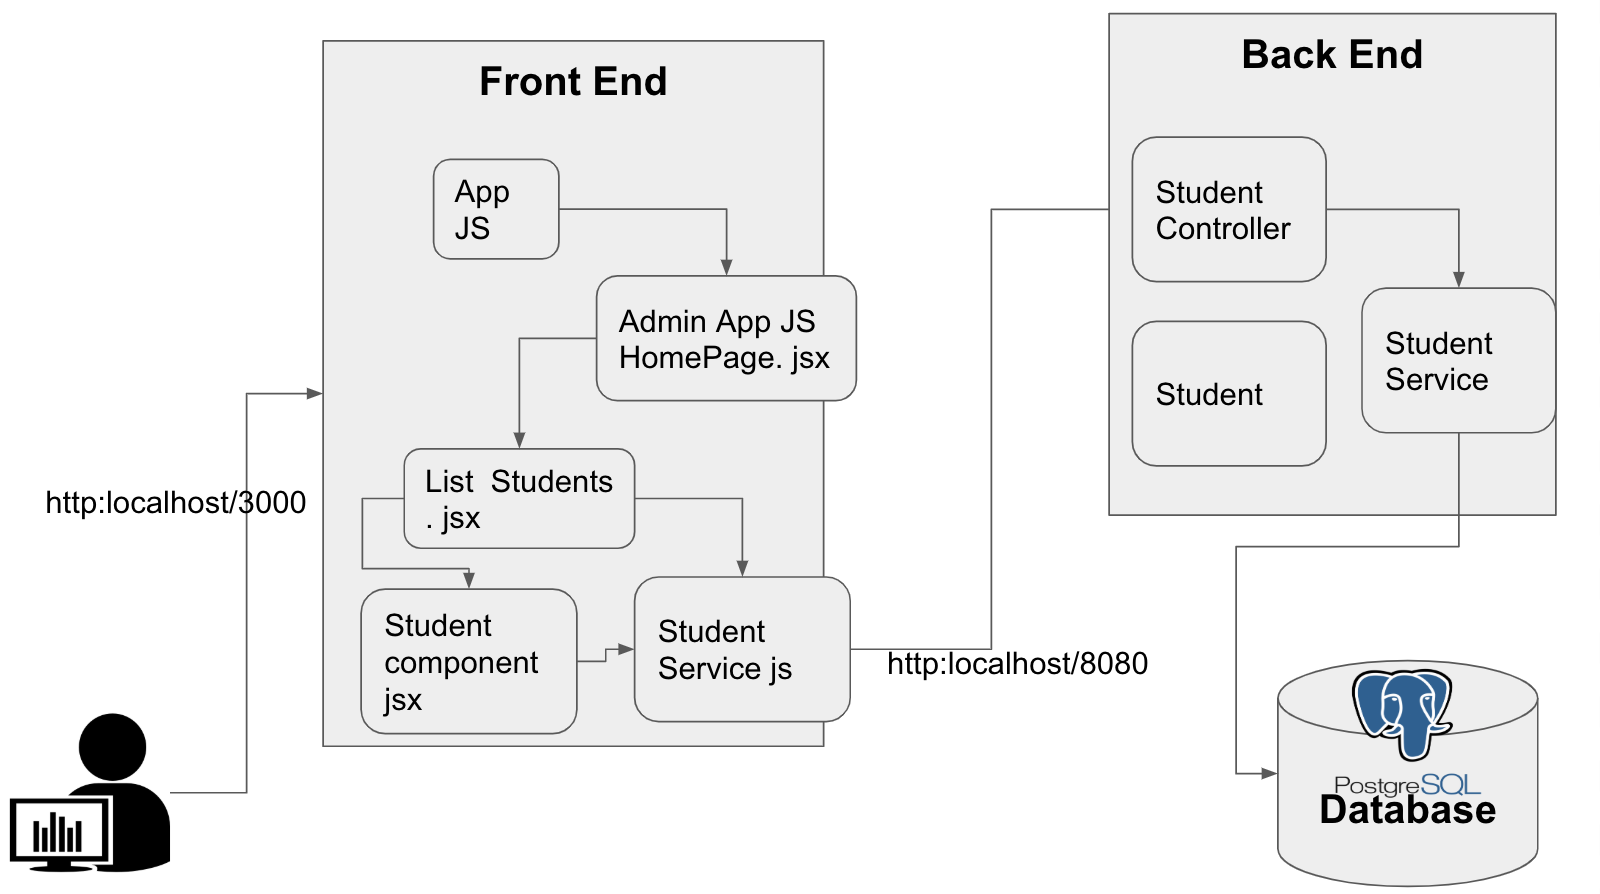 Front End
App
JS
Admin App JS
HomePage. jsx
List  Students
. jsx
Student
component
jsx
Student
Service js
http:localhost/3000
http:localhost/8080
Back End
Student
Controller
Student
Service
Student
PostgreSQL
Database